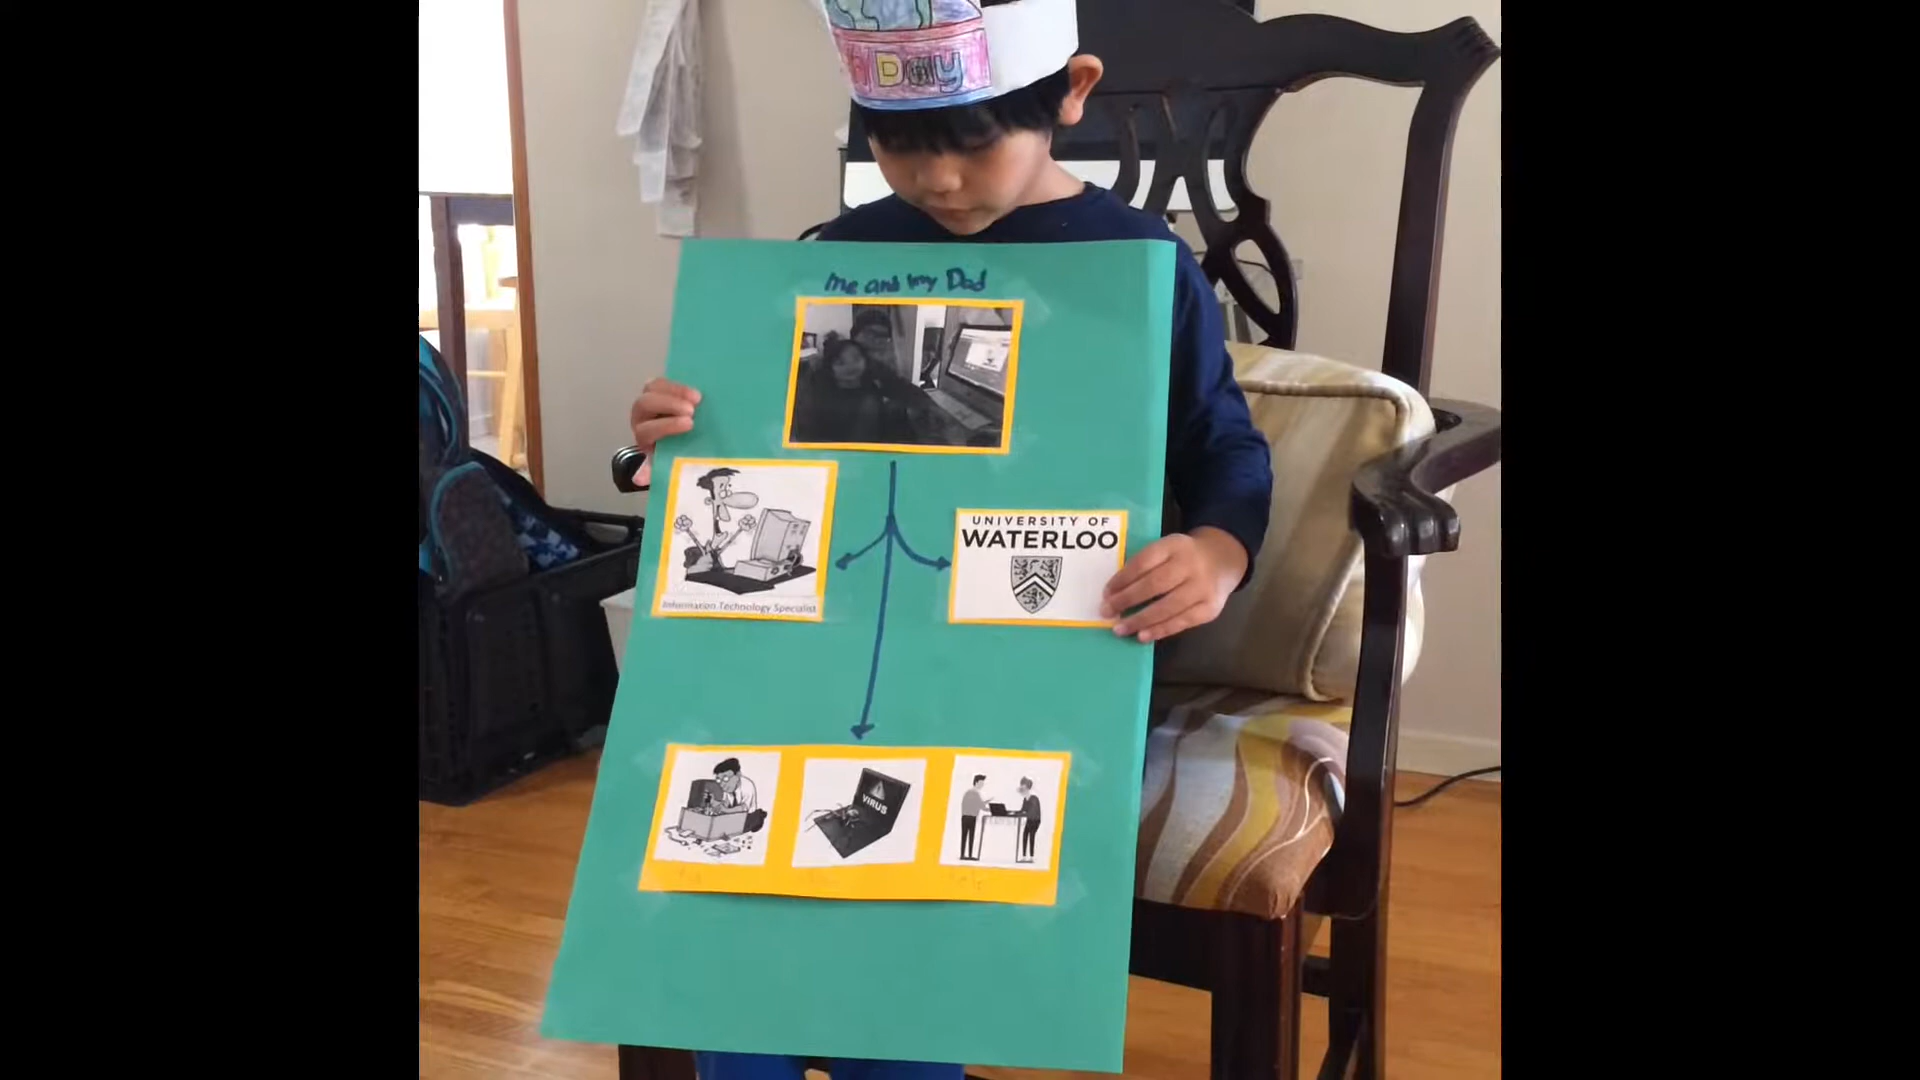 Day
me and my Dad
UNIVERSITY OF
WATERLOO
Information Technology Specialist
VIRUS